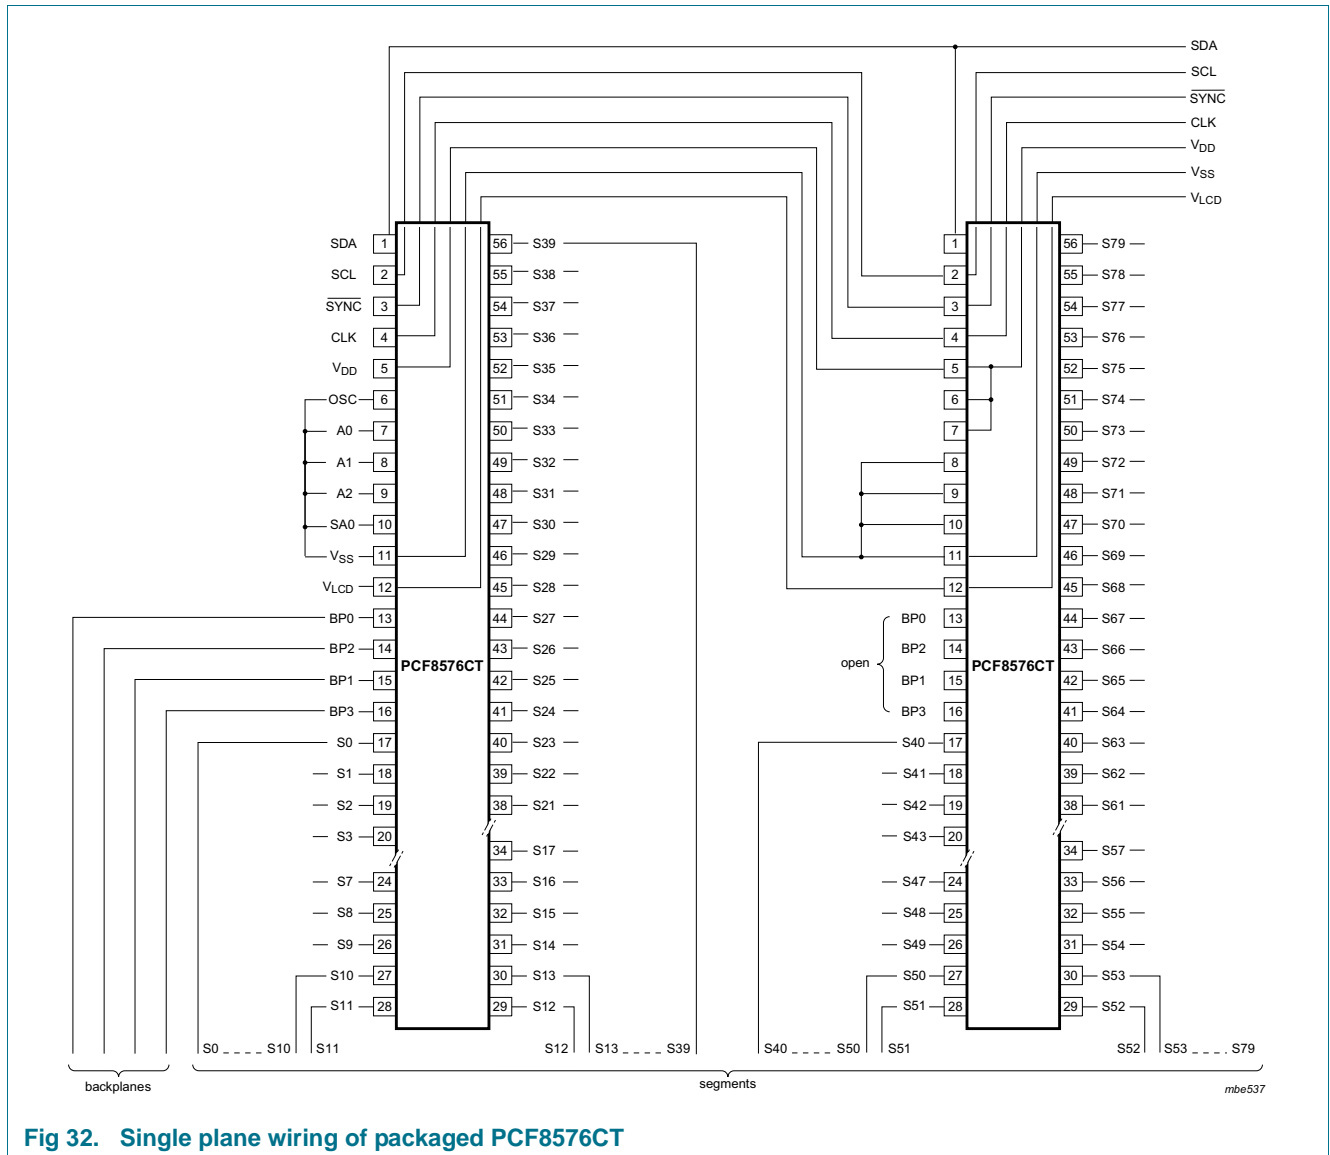 SDA
SCL
SYNC
CLK
VDD
VSS
VLCD
SDA 1 56 S39 1 56 S79
SCL 2 55 S38 2 55 S78
SYNC 3 54 S37 3 54 S77
CLK 4 53 S36 4 53 S76
VDD 5 52 S35 5 52 S75
OSC 6 51 S34 6 51 S74
A0 7 50 S33 7 50 S73
A1 8 49 S32 8 49 S72
A2 9 48 S31 9 48 S71
SA0 10 47 S30 10 47 S70
VSS 11 46 S29 11 46 S69
VLCD 12 45 S28 12 45 S68
BP0 13 44 S27 BP0 13 44 S67
BP2 14 43 S26 BP2 14 43 S66
PCF8576CT open PCF8576CT
BP1 15 42 S25 BP1 15 42 S65
BP3 16 41 S24 BP3 16 41 S64
S0 17 40 S23 S40 17 40 S63
S1 18 39 S22 S41 18 39 S62
S2 19 38 S21 S42 19 38 S61
S3 20 S43 20
34 S17 34 S57
S7 24 33 S16 S47 24 33 S56
S8 25 32 S15 S48 25 32 S55
S9 26 31 S14 S49 26 31 S54
S10 27 30 S13 S50 27 30 S53
S11 28 29 S12 S51 28 29 S52
S0 S10 S11 S12 S13 S39 S40 S50 S51 S52 S53 S79
backplanes segments
mbe537
Fig 32. Single plane wiring of packaged PCF8576CT